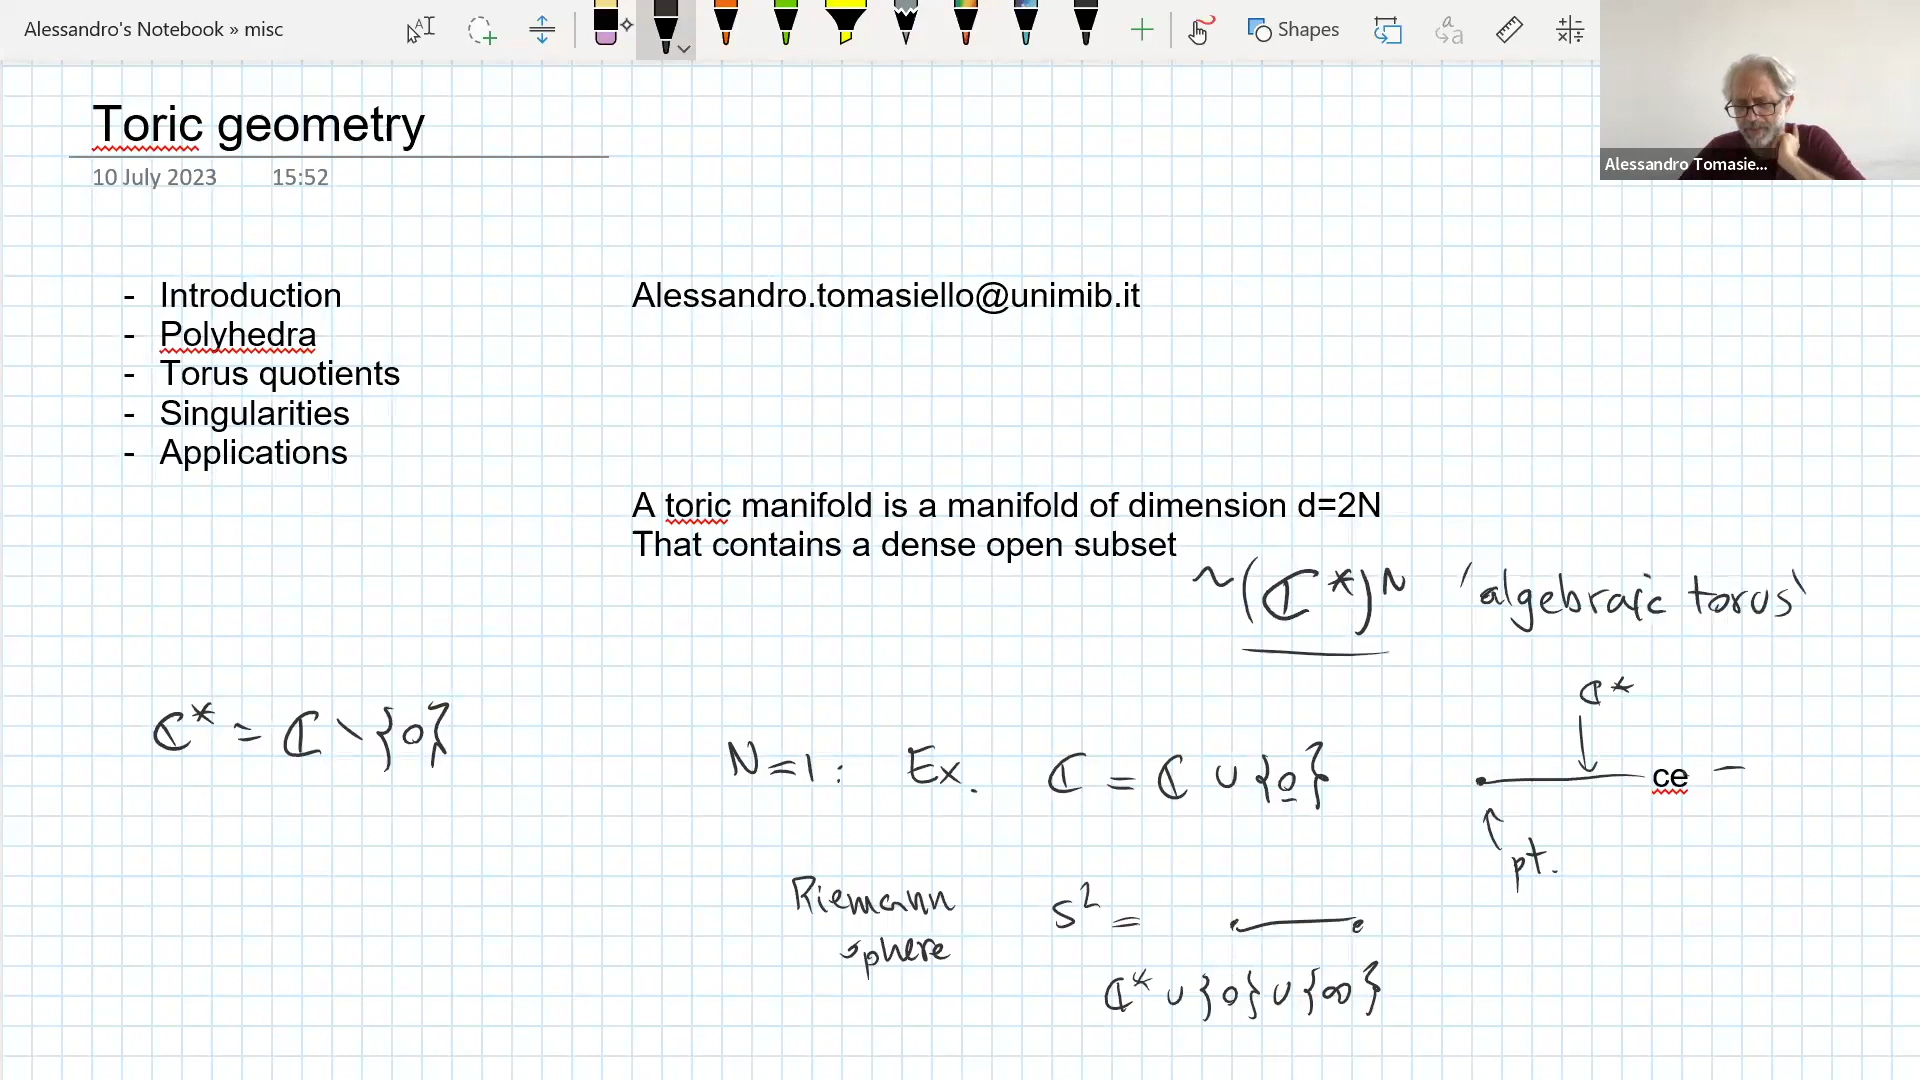 Alessandro's Notebook » misc
Shapes
Alessandro Tomasie...
Toric geometry
10 July 2023 15:52
- Introduction
- Polyhedra
- Torus quotients
- Singularities
- Applications
Alessandro.tomasiello@unimib.it
A toric manifold is a manifold of dimension d=2N
That contains a dense open subset
~(ℂ*)^N 'algebraic torus'
ℂ* = ℂ \ {0}
ℂ*
N=1: Ex. ℂ = ℂ ∪ {0}
ce
pt.
Riemann sphere
S² =
ℂ* ∪ {0} ∪ {∞}